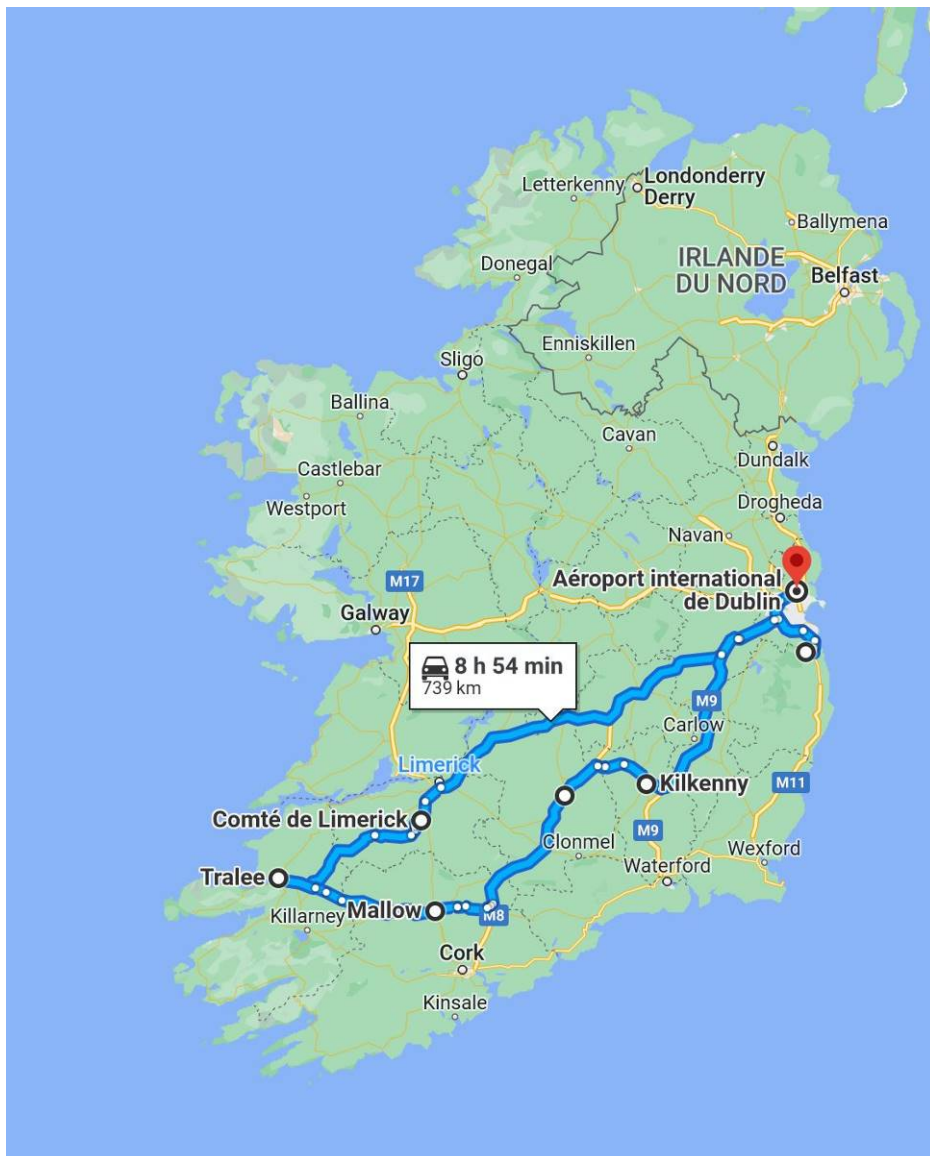 Londonderry
Derry
Letterkenny
Ballymena
IRLANDE
DU NORD
Donegal
Belfast
Enniskillen
Sligo
Ballina
Cavan
Dundalk
Castlebar
Westport
Drogheda
Navan
M17
Aéroport international
de Dublin
Galway
8 h 54 min
739 km
M9
Carlow
Limerick
Kilkenny
M11
Comté de Limerick
Clonmel
M9
Wexford
Waterford
Tralee
Mallow
M8
Killarney
Cork
Kinsale